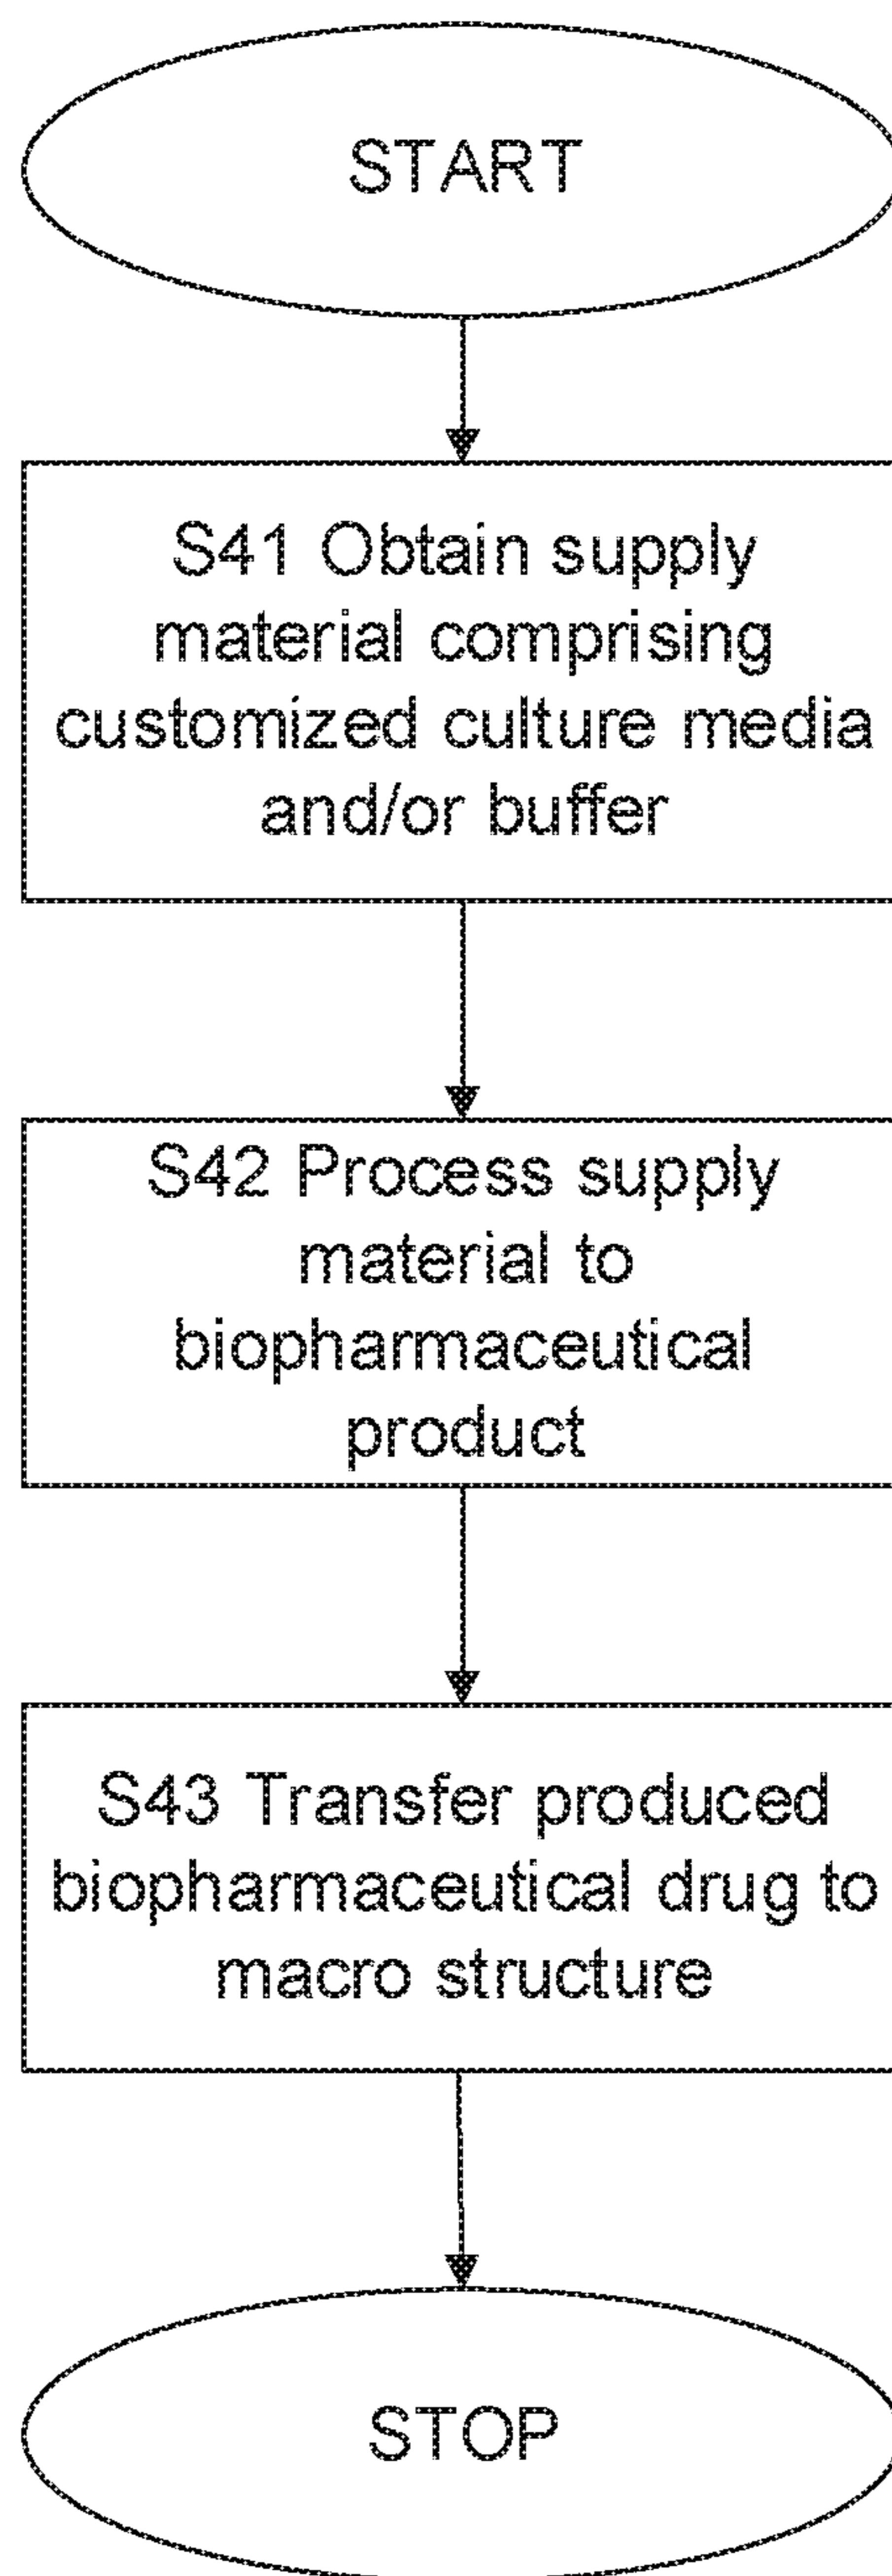 START
S41 Obtain supply
material comprising
customized culture media
and/or buffer
S42 Process supply
material to
biopharmaceutical
product
S43 Transfer produced
biopharmaceutical drug to
macro structure
STOP